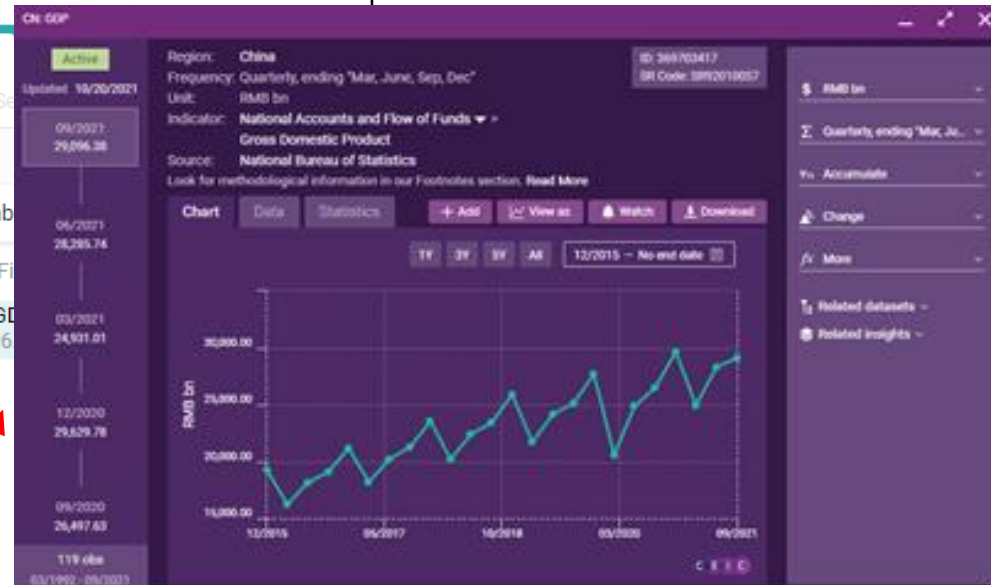 CN: GDP
Active
Updated 10/20/2021
09/2021
29,096.38
06/2021
28,285.74
03/2021
24,931.01
12/2020
29,629.78
09/2020
26,497.63
119 obs
03/1992 - 09/2021
Region: China
Frequency: Quarterly, ending "Mar, June, Sep, Dec"
Unit: RMB bn
Indicator: National Accounts and Flow of Funds
Gross Domestic Product
Source: National Bureau of Statistics
Look for methodological information in our Footnotes section. Read More
ID: 369703417
SR Code:
Chart Data Statistics + Add View as Watch Download
1Y 3Y 5Y All 12/2015 – No end date
RMB bn
30,000.00
25,000.00
20,000.00
15,000.00
12/2015 06/2017 10/2018 03/2020 09/2021
C E I C
$ RMB bn
Σ Quarterly, ending "Mar, Ju...
Accumulate
Change
fx More
Related datasets
Related insights